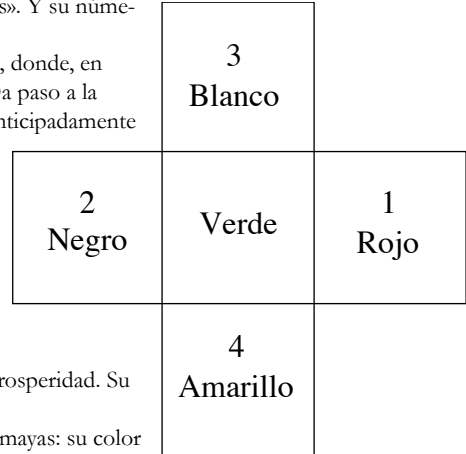 s». Y su núme-
, donde, en
a paso a la
nticipadamente
3
Blanco
2
Negro
Verde
1
Rojo
4
Amarillo
rosperidad. Su
mayas: su color